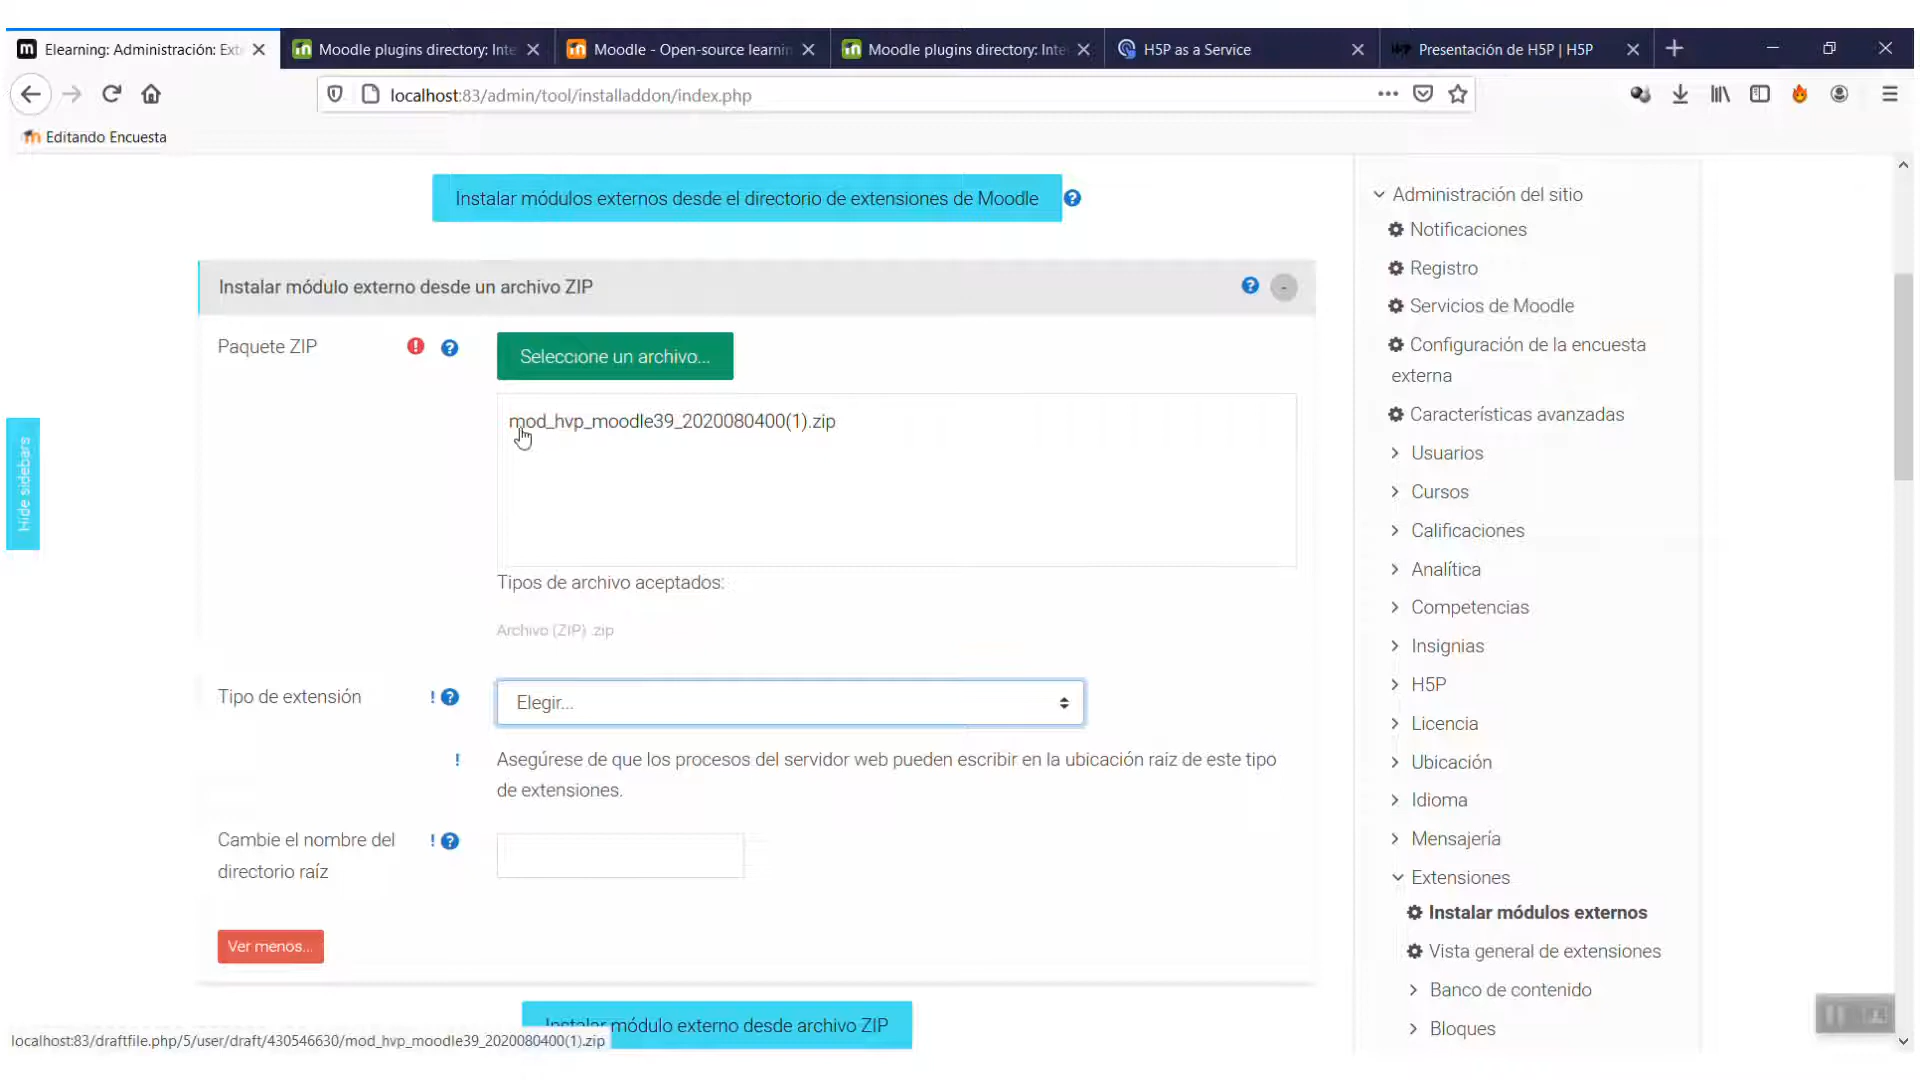 Elearning: Administración: Ext
Moodle plugins directory: Inte
Moodle - Open-source learnin
Moodle plugins directory: Inte
H5P as a Service
Presentación de H5P | H5P
localhost:83/admin/tool/installaddon/index.php
Editando Encuesta
Instalar módulos externos desde el directorio de extensiones de Moodle
Instalar módulo externo desde un archivo ZIP
Paquete ZIP
Seleccione un archivo...
mod_hvp_moodle39_2020080400(1).zip
Tipos de archivo aceptados:
Archivo (ZIP) .zip
Tipo de extensión
Elegir...
Asegúrese de que los procesos del servidor web pueden escribir en la ubicación raiz de este tipo
de extensiones.
Cambie el nombre del
directorio raíz
Ver menos...
Instalar módulo externo desde archivo ZIP
localhost:83/draftfile.php/5/user/draft/430546630/mod_hvp_moodle39_2020080400(1).zip
Hide sidebars
Administración del sitio
Notificaciones
Registro
Servicios de Moodle
Configuración de la encuesta
externa
Características avanzadas
Usuarios
Cursos
Calificaciones
Analítica
Competencias
Insignias
H5P
Licencia
Ubicación
Idioma
Mensajería
Extensiones
Instalar módulos externos
Vista general de extensiones
Banco de contenido
Bloques